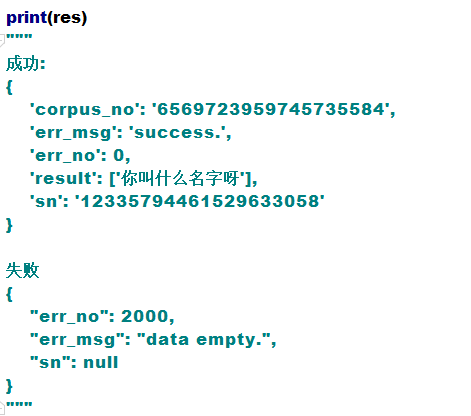 print(res)
"""
成功:
{
    'corpus_no': '6569723959745735584',
    'err_msg': 'success.',
    'err_no': 0,
    'result': ['你叫什么名字呀'],
    'sn': '12335794461529633058'
}

失败
{
    "err_no": 2000,
    "err_msg": "data empty.",
    "sn": null
}
"""